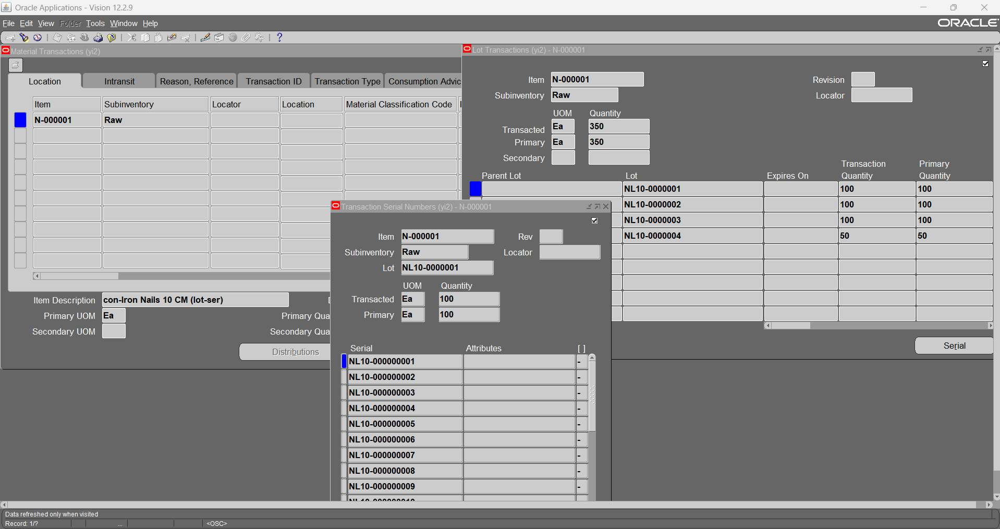 Oracle Applications - Vision 12.2.9
File Edit View Folder Tools Window Help
ORACLE
Material Transactions (yi2)
Location Intransit Reason, Reference Transaction ID Transaction Type Consumption Advic
Item Subinventory Locator Location Material Classification Code
N-000001 Raw
Item Description con-Iron Nails 10 CM (lot-ser)
Primary UOM Ea Primary Qua
Secondary UOM Secondary Qua
Distributions
Lot Transactions (yi2) - N-000001
Item N-000001 Revision
Subinventory Raw Locator
UOM Quantity
Transacted Ea 350
Primary Ea 350
Secondary
Transaction Primary
Parent Lot Lot Expires On Quantity Quantity
NL10-0000001 100 100
NL10-0000002 100 100
NL10-0000003 100 100
NL10-0000004 50 50
Serial
Transaction Serial Numbers (yi2) - N-000001
Item N-000001 Rev
Subinventory Raw Locator
Lot NL10-0000001
UOM Quantity
Transacted Ea 100
Primary Ea 100
Serial Attributes [ ]
NL10-000000001 -
NL10-000000002 -
NL10-000000003 -
NL10-000000004 -
NL10-000000005 -
NL10-000000006 -
NL10-000000007 -
NL10-000000008 -
NL10-000000009 -
Data refreshed only when visited
Record: 1/? ... <OSC>